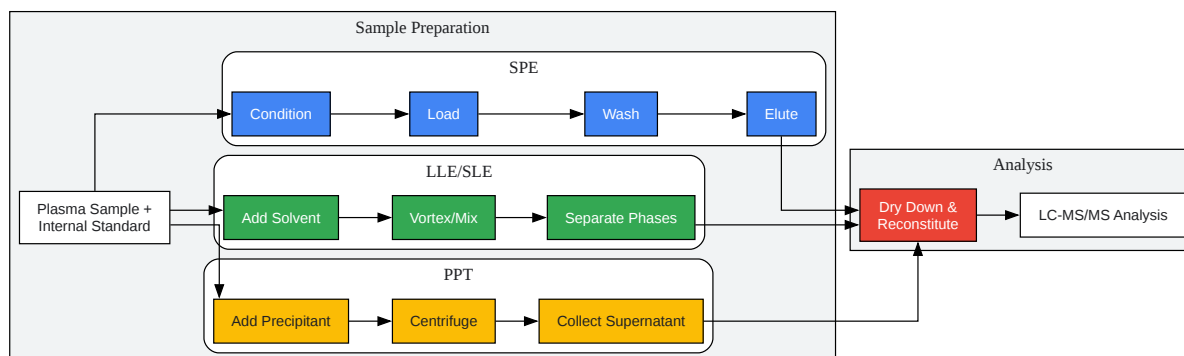 Sample Preparation
SPE
Condition
Load
Wash
Elute
LLE/SLE
Plasma Sample +
Internal Standard
Add Solvent
Vortex/Mix
Separate Phases
PPT
Add Precipitant
Centrifuge
Collect Supernatant
Analysis
Dry Down &
Reconstitute
LC-MS/MS Analysis